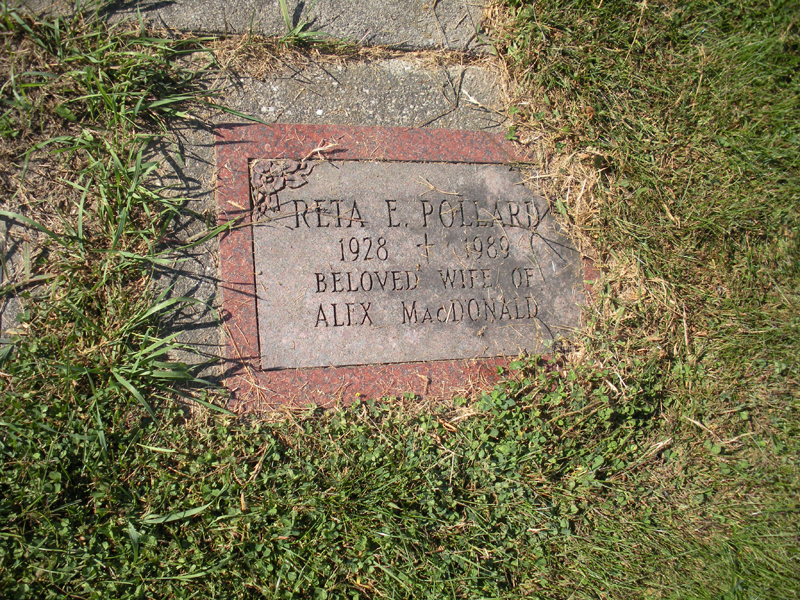 RETA E. POLLARD
1928 † 1989
BELOVED WIFE OF
ALEX MACDONALD